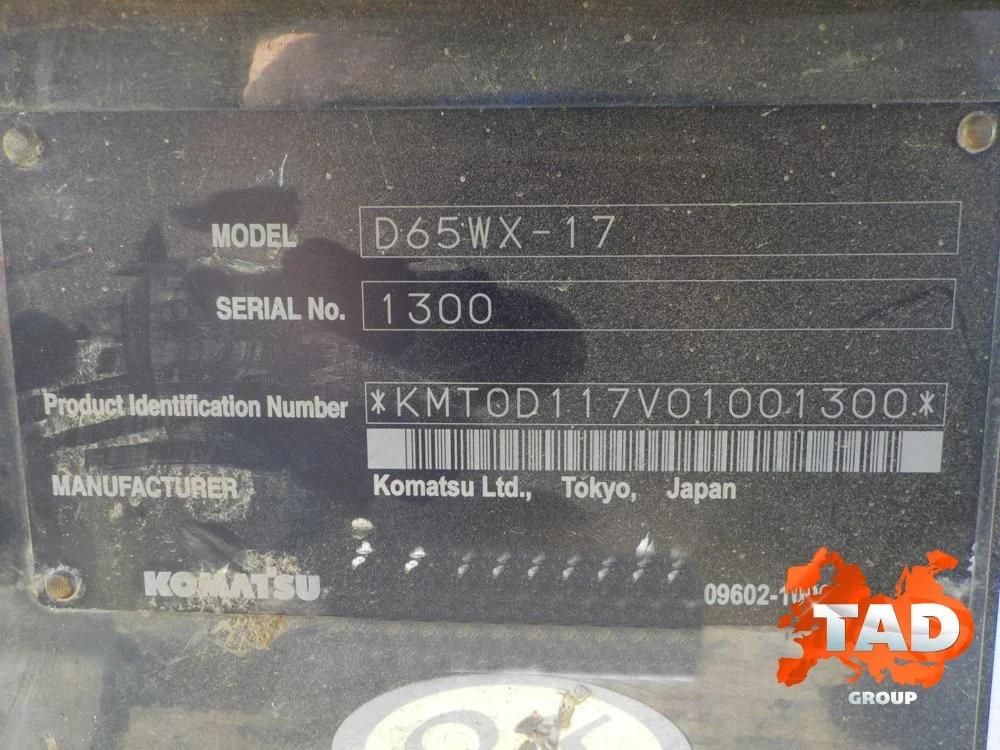 MODEL D65WX-17
SERIAL No. 1300
Product Identification Number *KMT0D117V01001300*
MANUFACTURER Komatsu Ltd., Tokyo, Japan
KOMATSU
TAD
GROUP